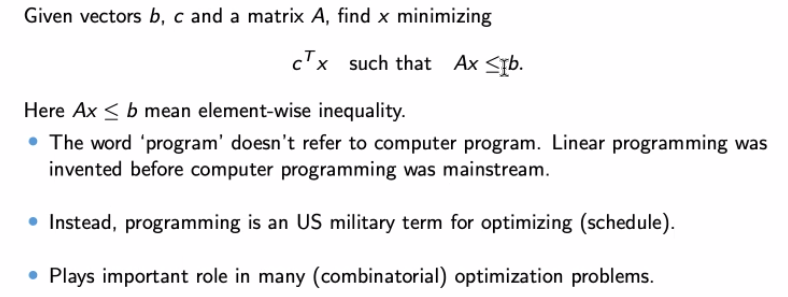 Given vectors b, c and a matrix A, find x minimizing
cᵀx such that Ax ≤ b.
Here Ax ≤ b mean element-wise inequality.
• The word ‘program’ doesn’t refer to computer program. Linear programming was
invented before computer programming was mainstream.
• Instead, programming is an US military term for optimizing (schedule).
• Plays important role in many (combinatorial) optimization problems.